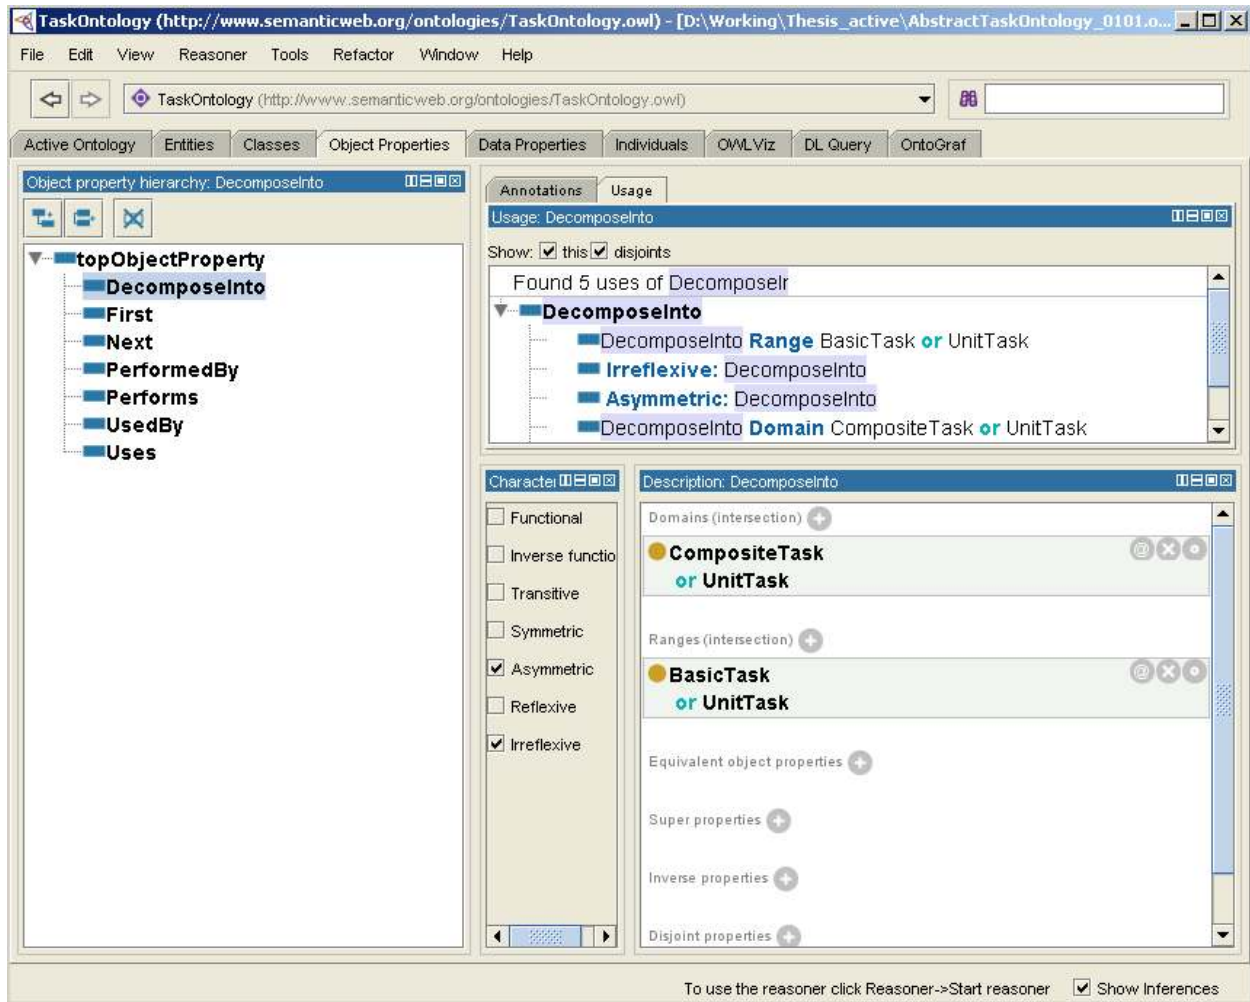 TaskOntology (http://www.semanticweb.org/ontologies/TaskOntology.owl) - [D:\Working\Thesis_active\AbstractTaskOntology_0101.o...
File Edit View Reasoner Tools Refactor Window Help
TaskOntology (http://www.semanticweb.org/ontologies/TaskOntology.owl)
Active Ontology Entities Classes Object Properties Data Properties Individuals OWLViz DL Query OntoGraf
Object property hierarchy: DecomposeInto
topObjectProperty
DecomposeInto
First
Next
PerformedBy
Performs
UsedBy
Uses
Annotations Usage
Usage: DecomposeInto
Show: this disjoints
Found 5 uses of DecomposeIr
DecomposeInto
DecomposeInto Range BasicTask or UnitTask
Irreflexive: DecomposeInto
Asymmetric: DecomposeInto
DecomposeInto Domain CompositeTask or UnitTask
Character
Functional
Inverse functio
Transitive
Symmetric
Asymmetric
Reflexive
Irreflexive
Description: DecomposeInto
Domains (intersection)
CompositeTask
or UnitTask
Ranges (intersection)
BasicTask
or UnitTask
Equivalent object properties
Super properties
Inverse properties
Disjoint properties
To use the reasoner click Reasoner->Start reasoner Show Inferences